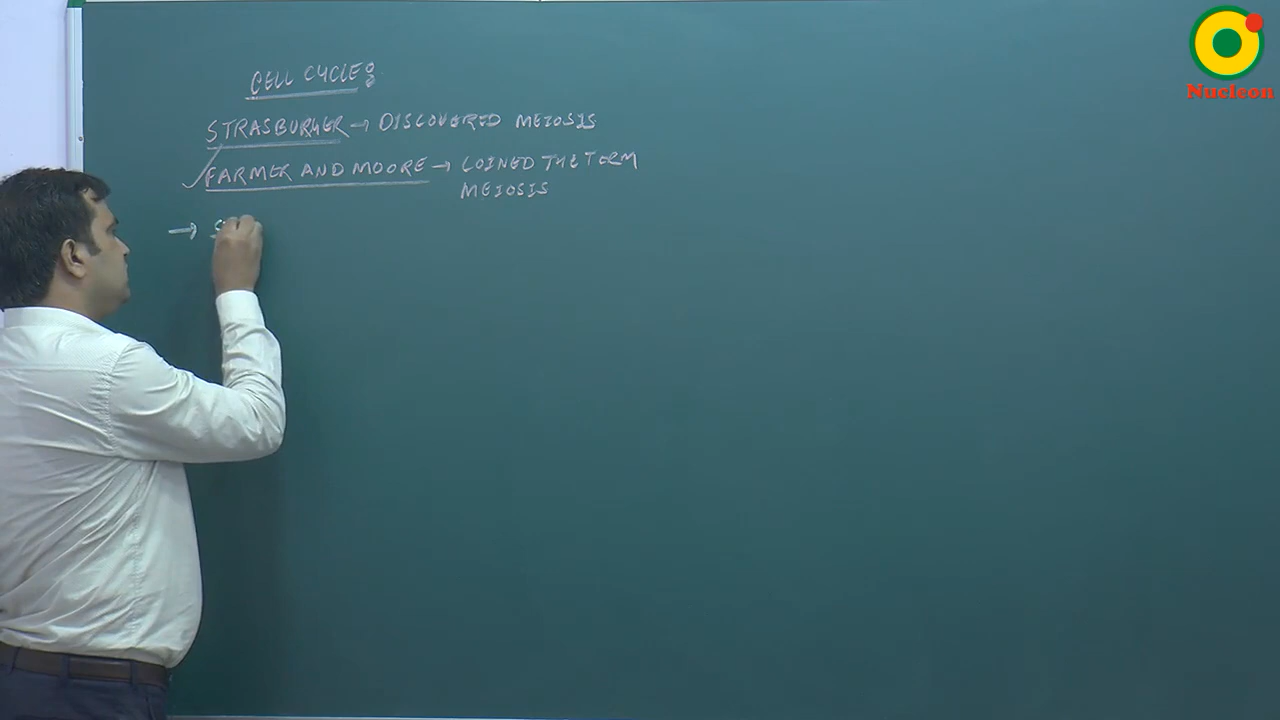 CELL CYCLE:
STRASBURGER → DISCOVERED MEIOSIS
FARMER AND MOORE → COINED THE TERM
MEIOSIS
→ S
Nucleon